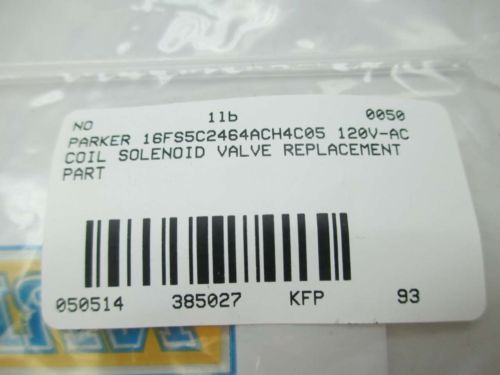 NO 1lb 0050
PARKER 16FS5C2464ACH4C05 120V-AC
COIL SOLENOID VALVE REPLACEMENT
PART
050514 385027 KFP 93